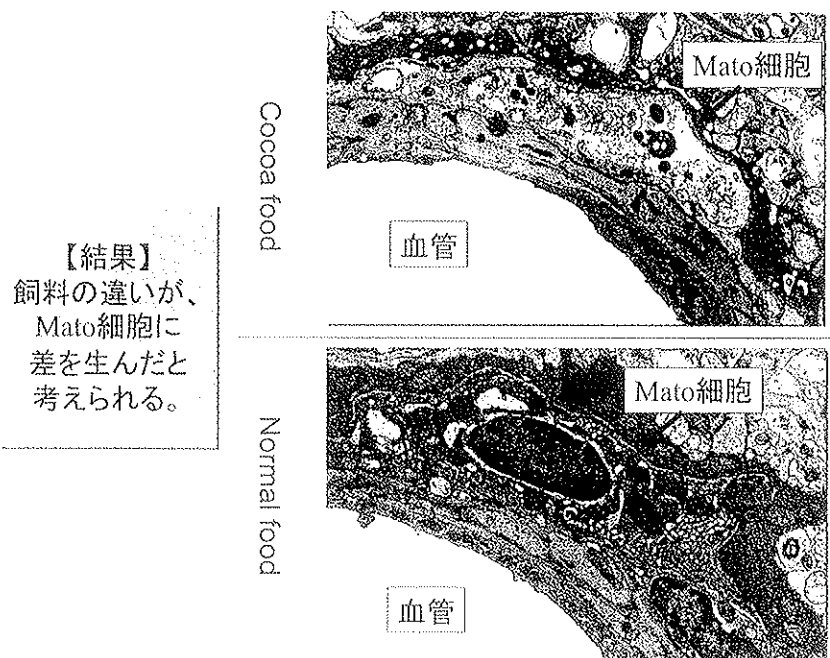 【結果】
飼料の違いが、
Mato細胞に
差を生んだと
考えられる。
Cocoa food
Mato細胞
血管
Normal food
Mato細胞
血管